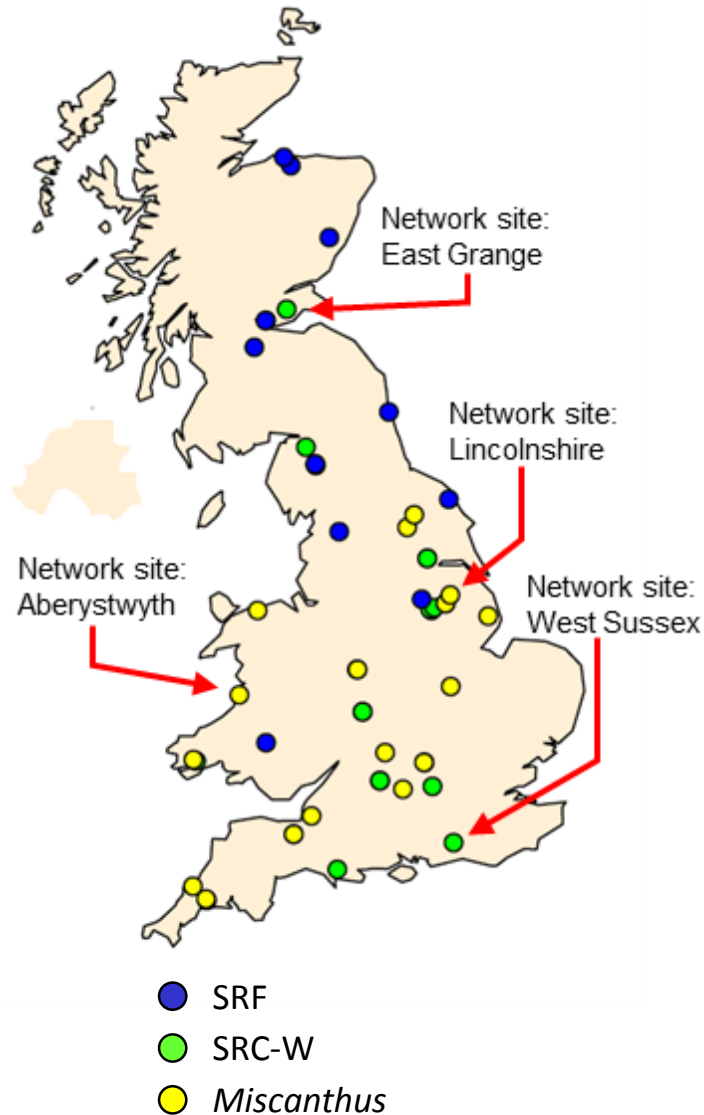 Network site:
East Grange
Network site:
Lincolnshire
Network site:
Aberystwyth
Network site:
West Sussex
SRF
SRC-W
Miscanthus